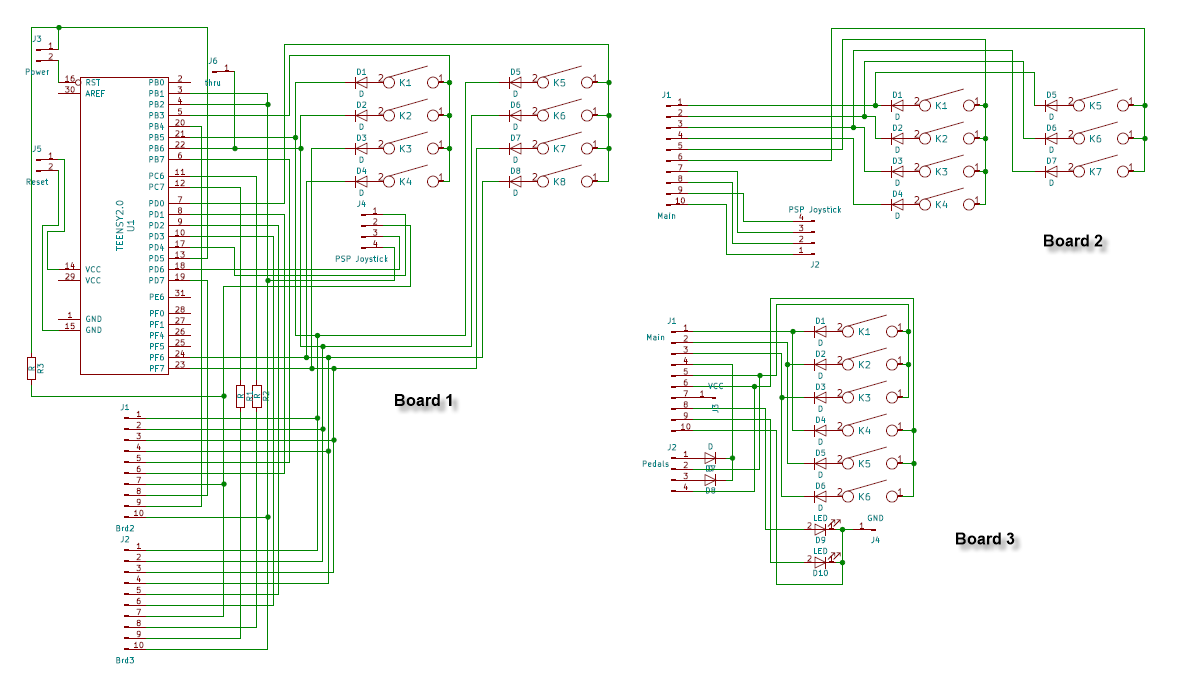 J3
1
2
Power
16 RST
30 AREF
J5
1
2
Reset
14 VCC
29 VCC
1 GND
15 GND
TEENSY2.0
U1
PB0 2
PB1 3
PB2 4
PB3 5
PB4 20
PB5 21
PB6 22
PB7 6
PC6 11
PC7 12
PD0 7
PD1 8
PD2 9
PD3 10
PD4 17
PD5 13
PD6 18
PD7 19
PE6 31
PF0 28
PF1 27
PF4 26
PF5 25
PF6 24
PF7 23
R
R3
J6
1
thru
D1 2 K1 1
D
D2 2 K2 1
D
D3 2 K3 1
D
D4 2 K4 1
D
D5 2 K5 1
D
D6 2 K6 1
D
D7 2 K7 1
D
D8 2 K8 1
D
J4
1
2
3
4
PSP Joystick
R
R1
R
R2
Board 1
J1
1
2
3
4
5
6
7
8
9
10
Brd2
J2
1
2
3
4
5
6
7
8
9
10
Brd3
J1
1
2
3
4
5
6
7
8
9
10
Main
D1 2 K1 1
D
D2 2 K2 1
D
D3 2 K3 1
D
D4 2 K4 1
D
D5 2 K5 1
D
D6 2 K6 1
D
D7 2 K7 1
D
PSP Joystick
4
3
2
1
J2
Board 2
J1
Main
1
2
3
4
5
6
7
8
9
10
VCC
1
J3
J2
Pedals
1
2
3
4
D
D7
D
D8
D1 2 K1 1
D
D2 2 K2 1
D
D3 2 K3 1
D
D4 2 K4 1
D
D5 2 K5 1
D
D6 2 K6 1
D
LED
2 1
D9
LED
2 1
D10
GND
1
J4
Board 3